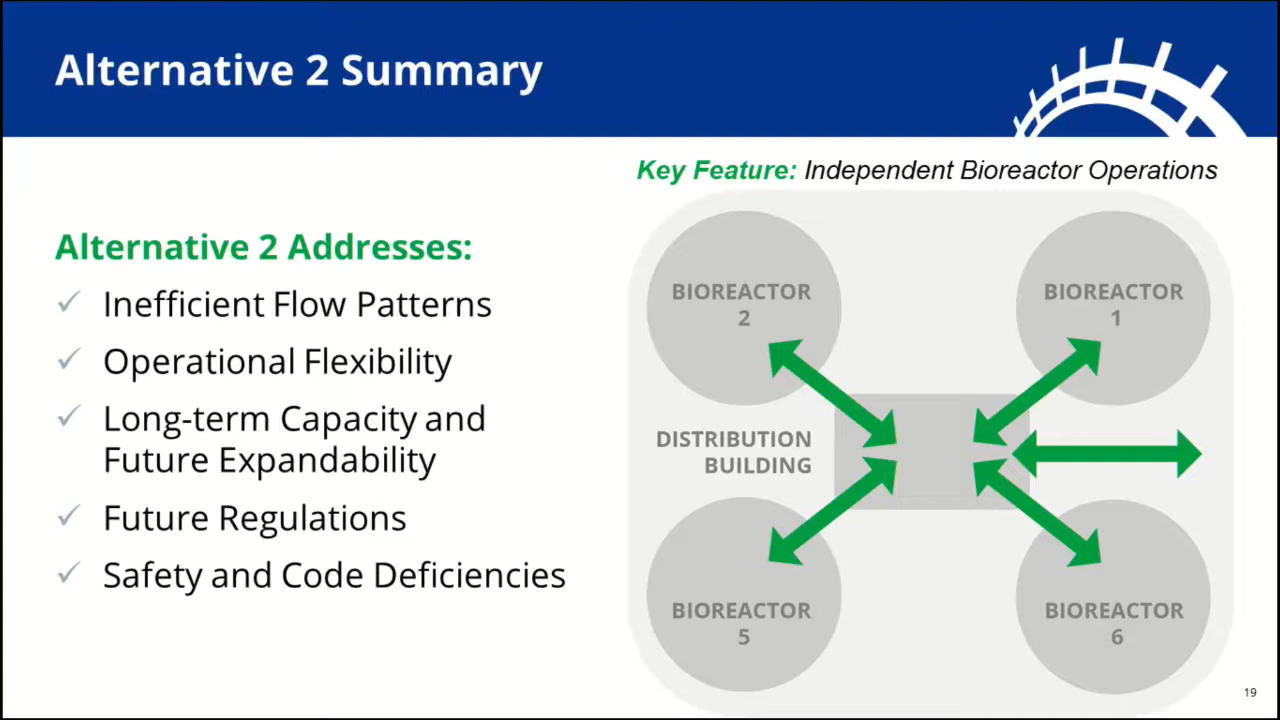 Alternative 2 Summary
Key Feature: Independent Bioreactor Operations
Alternative 2 Addresses:
✓ Inefficient Flow Patterns
✓ Operational Flexibility
✓ Long-term Capacity and
Future Expandability
✓ Future Regulations
✓ Safety and Code Deficiencies
BIOREACTOR
2
BIOREACTOR
1
DISTRIBUTION
BUILDING
BIOREACTOR
5
BIOREACTOR
6
19